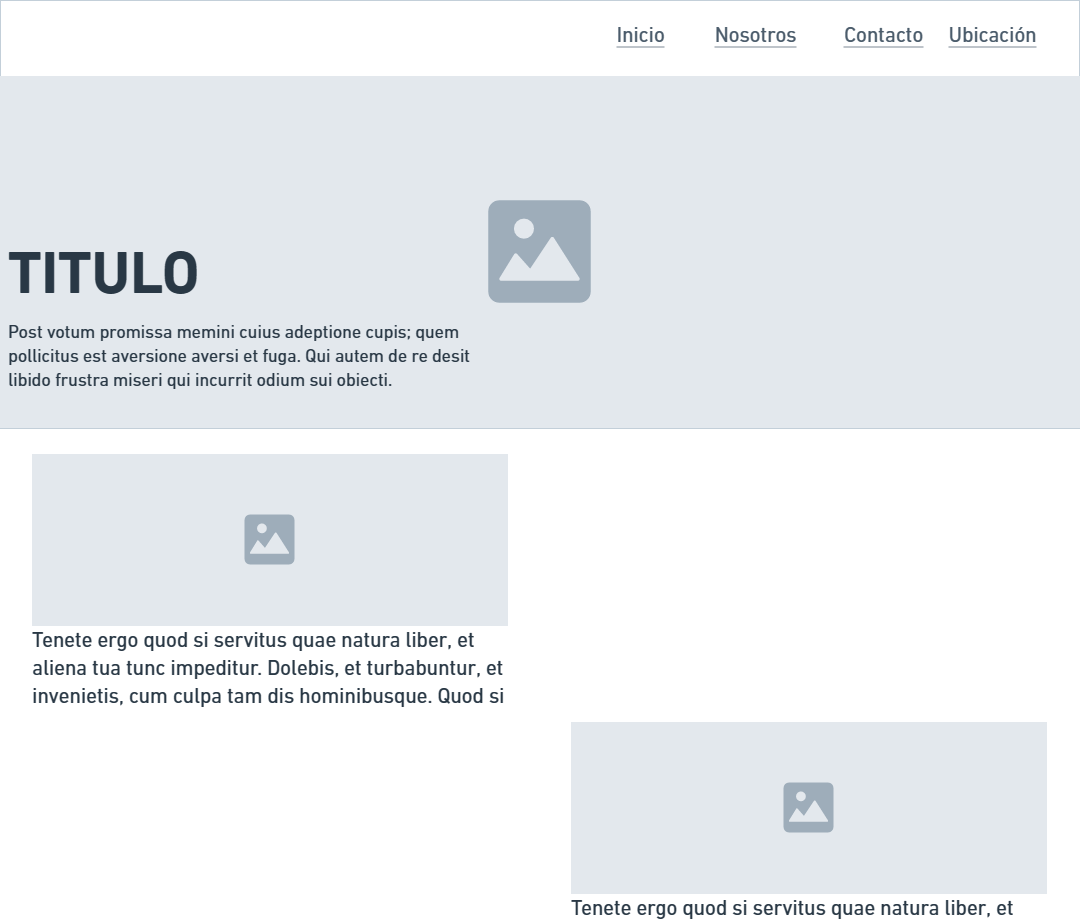 Inicio Nosotros Contacto Ubicación
TITULO
Post votum promissa memini cuius adeptione cupis; quem
pollicitus est aversione aversi et fuga. Qui autem de re desit
libido frustra miseri qui incurrit odium sui obiecti.
Tenete ergo quod si servitus quae natura liber, et
aliena tua tunc impeditur. Dolebis, et turbabuntur, et
invenietis, cum culpa tam dis hominibusque. Quod si
Tenete ergo quod si servitus quae natura liber, et